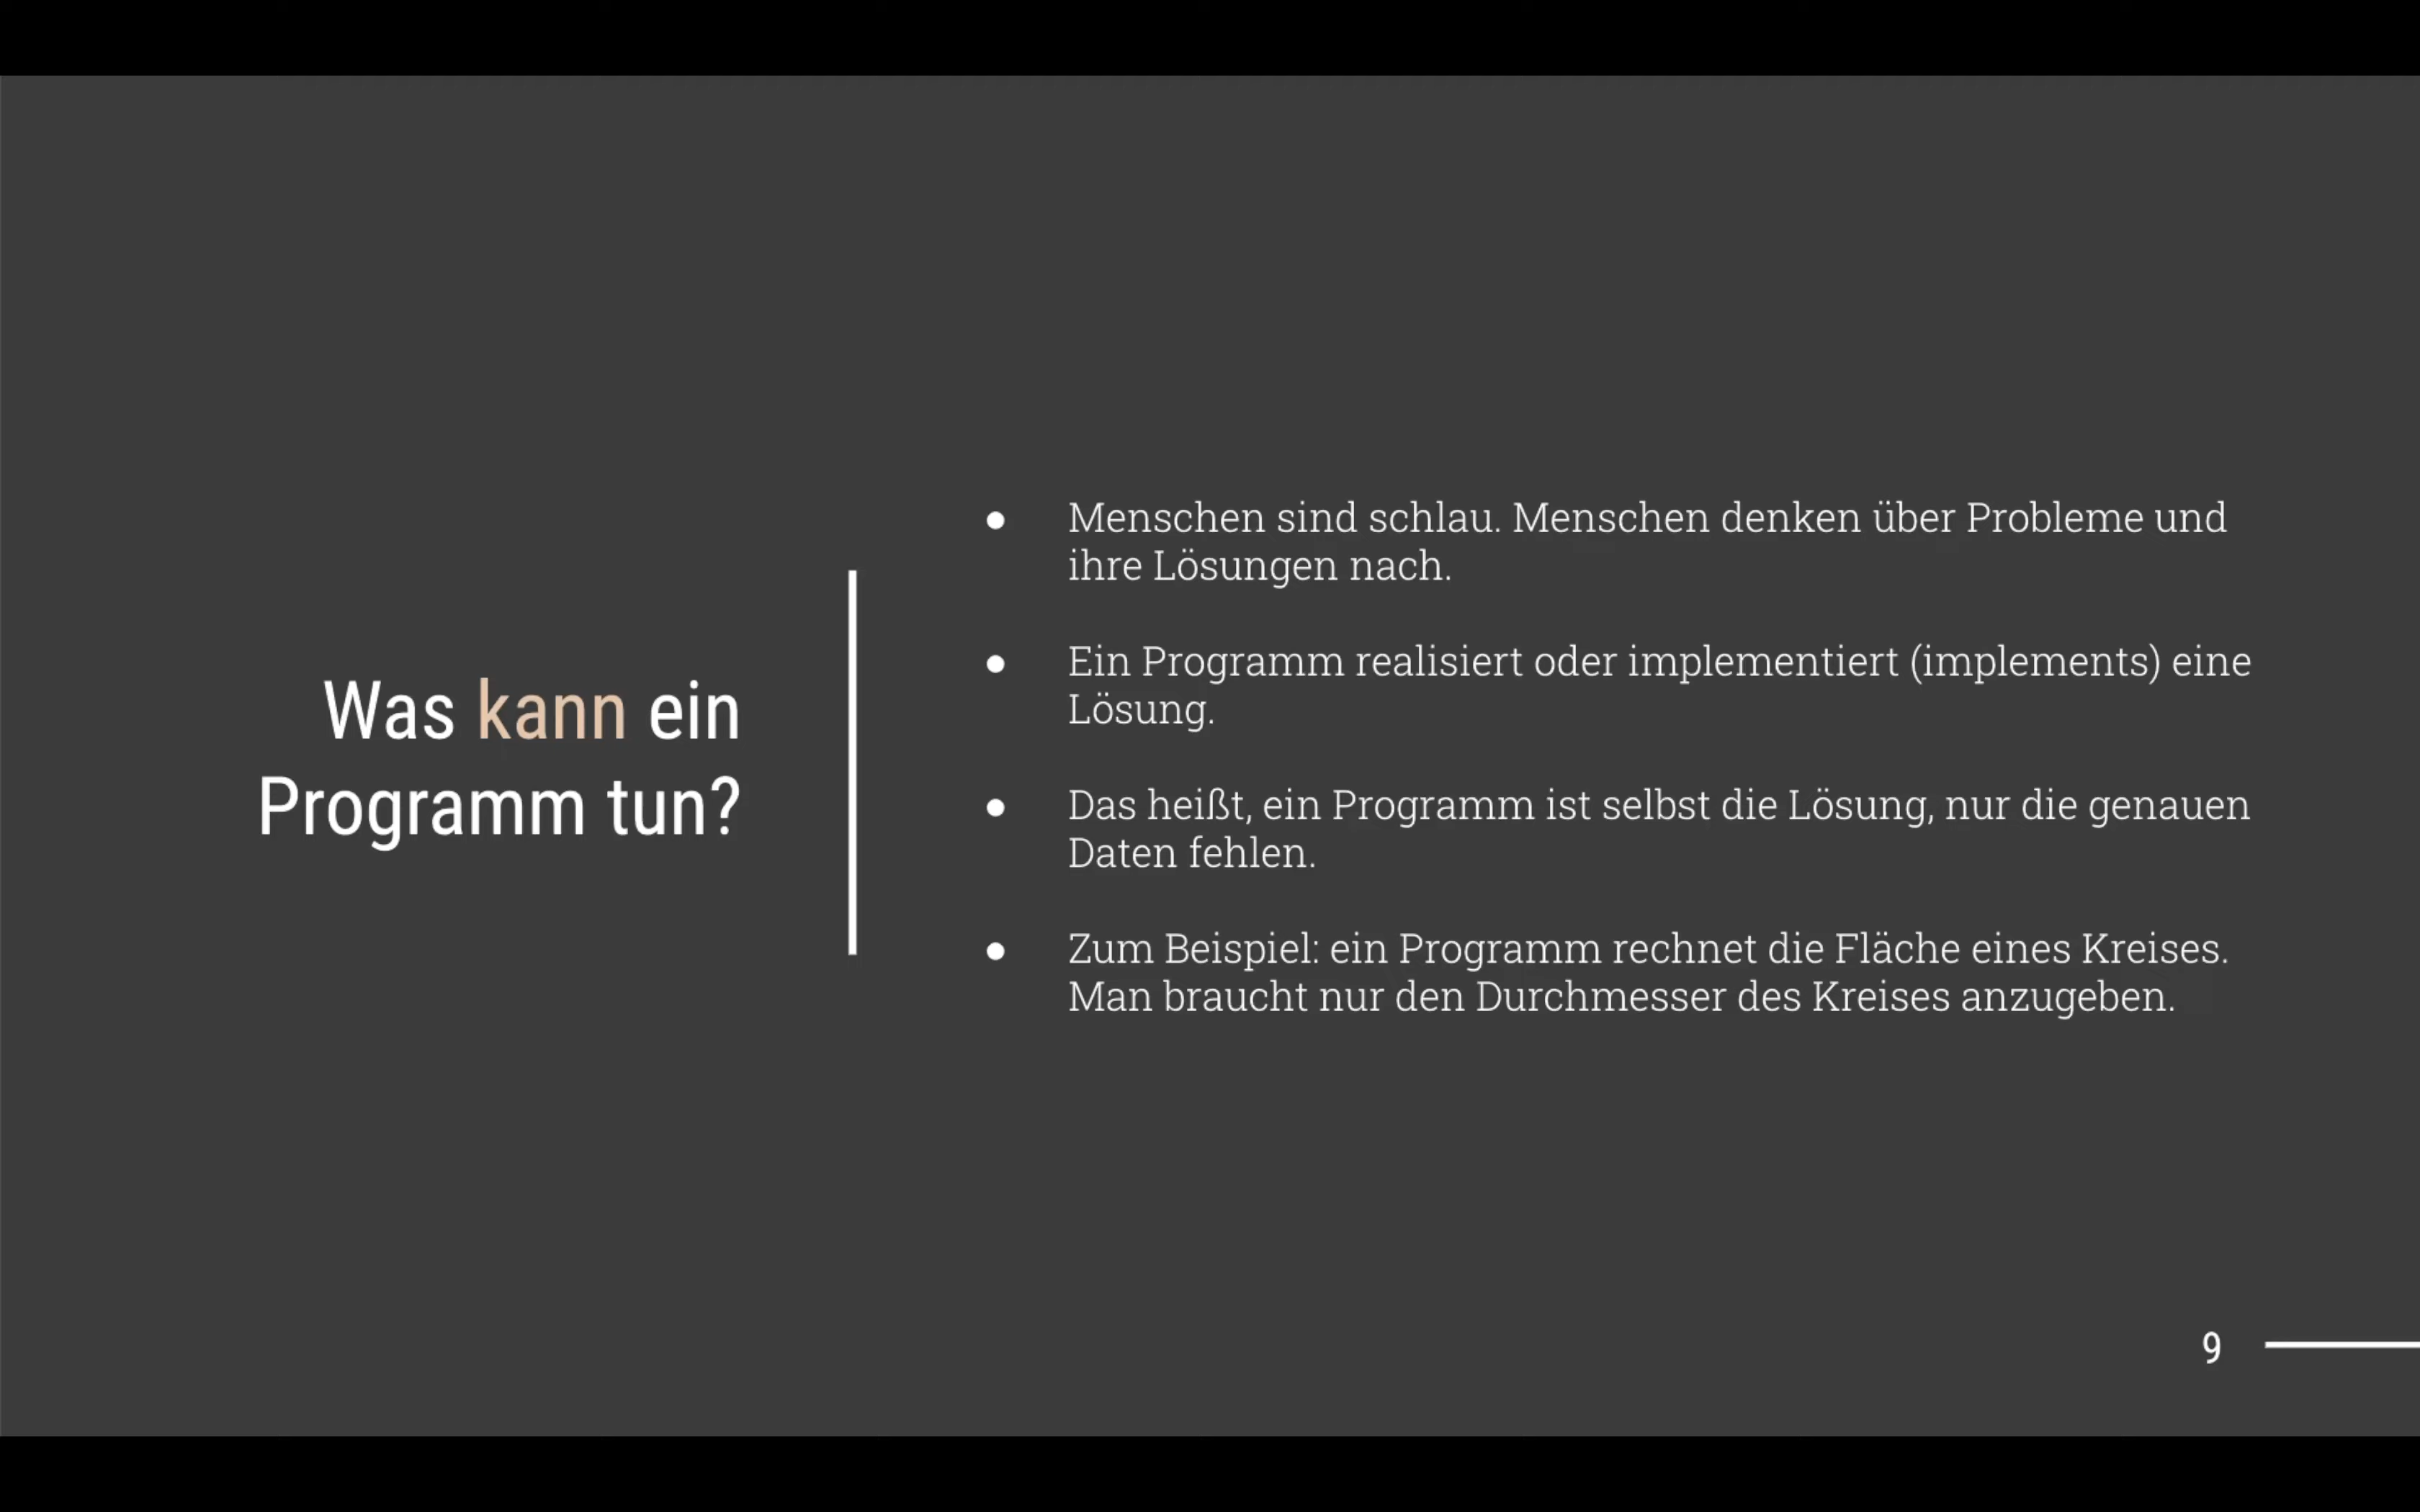 Was kann ein
Programm tun?
● Menschen sind schlau. Menschen denken über Probleme und
ihre Lösungen nach.
● Ein Programm realisiert oder implementiert (implements) eine
Lösung.
● Das heißt, ein Programm ist selbst die Lösung, nur die genauen
Daten fehlen.
● Zum Beispiel: ein Programm rechnet die Fläche eines Kreises.
Man braucht nur den Durchmesser des Kreises anzugeben.
9